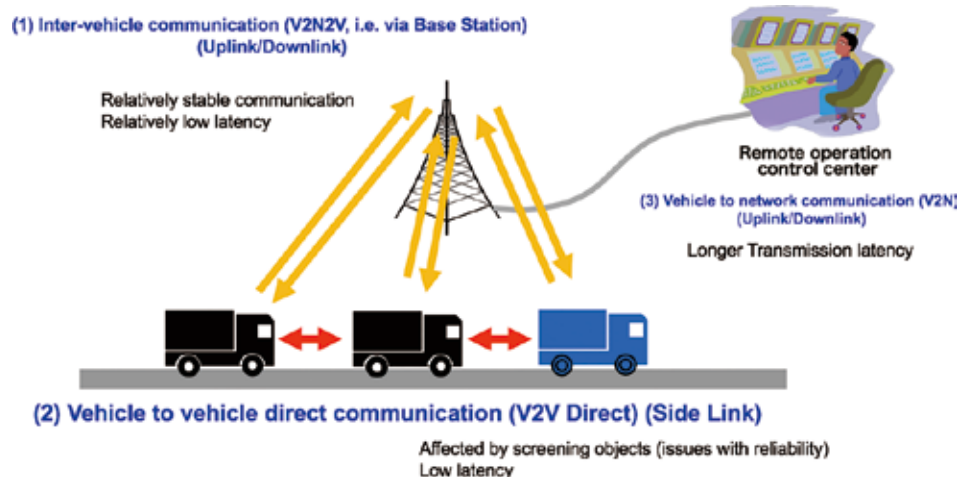 (1) Inter-vehicle communication (V2N2V, i.e. via Base Station)
(Uplink/Downlink)
Relatively stable communication
Relatively low latency
Remote operation
control center
(3) Vehicle to network communication (V2N)
(Uplink/Downlink)
Longer Transmission latency
(2) Vehicle to vehicle direct communication (V2V Direct) (Side Link)
Affected by screening objects (issues with reliability)
Low latency